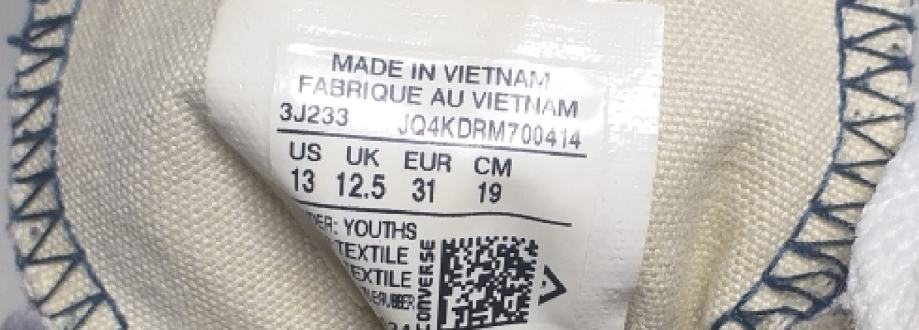 MADE IN VIETNAM
FABRIQUE AU VIETNAM
3J233 JQ4KDRM700414
US UK EUR CM
13 12.5 31 19
YOUTHS
TEXTILE
CONVERSE